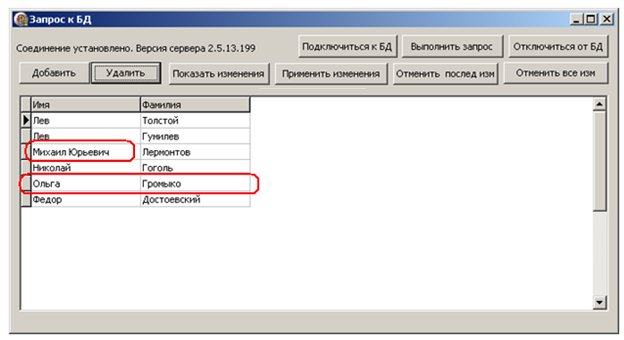 Запрос к БД
Соединение установлено. Версия сервера 2.5.13.199 Подключиться к БД Выполнить запрос Отключиться от БД
Добавить Удалить Показать изменения Применить изменения Отменить послед изм Отменить все изм
Имя Фамилия
Лев Толстой
Лев Гумилев
Михаил Юрьевич Лермонтов
Николай Гоголь
Ольга Громыко
Федор Достоевский